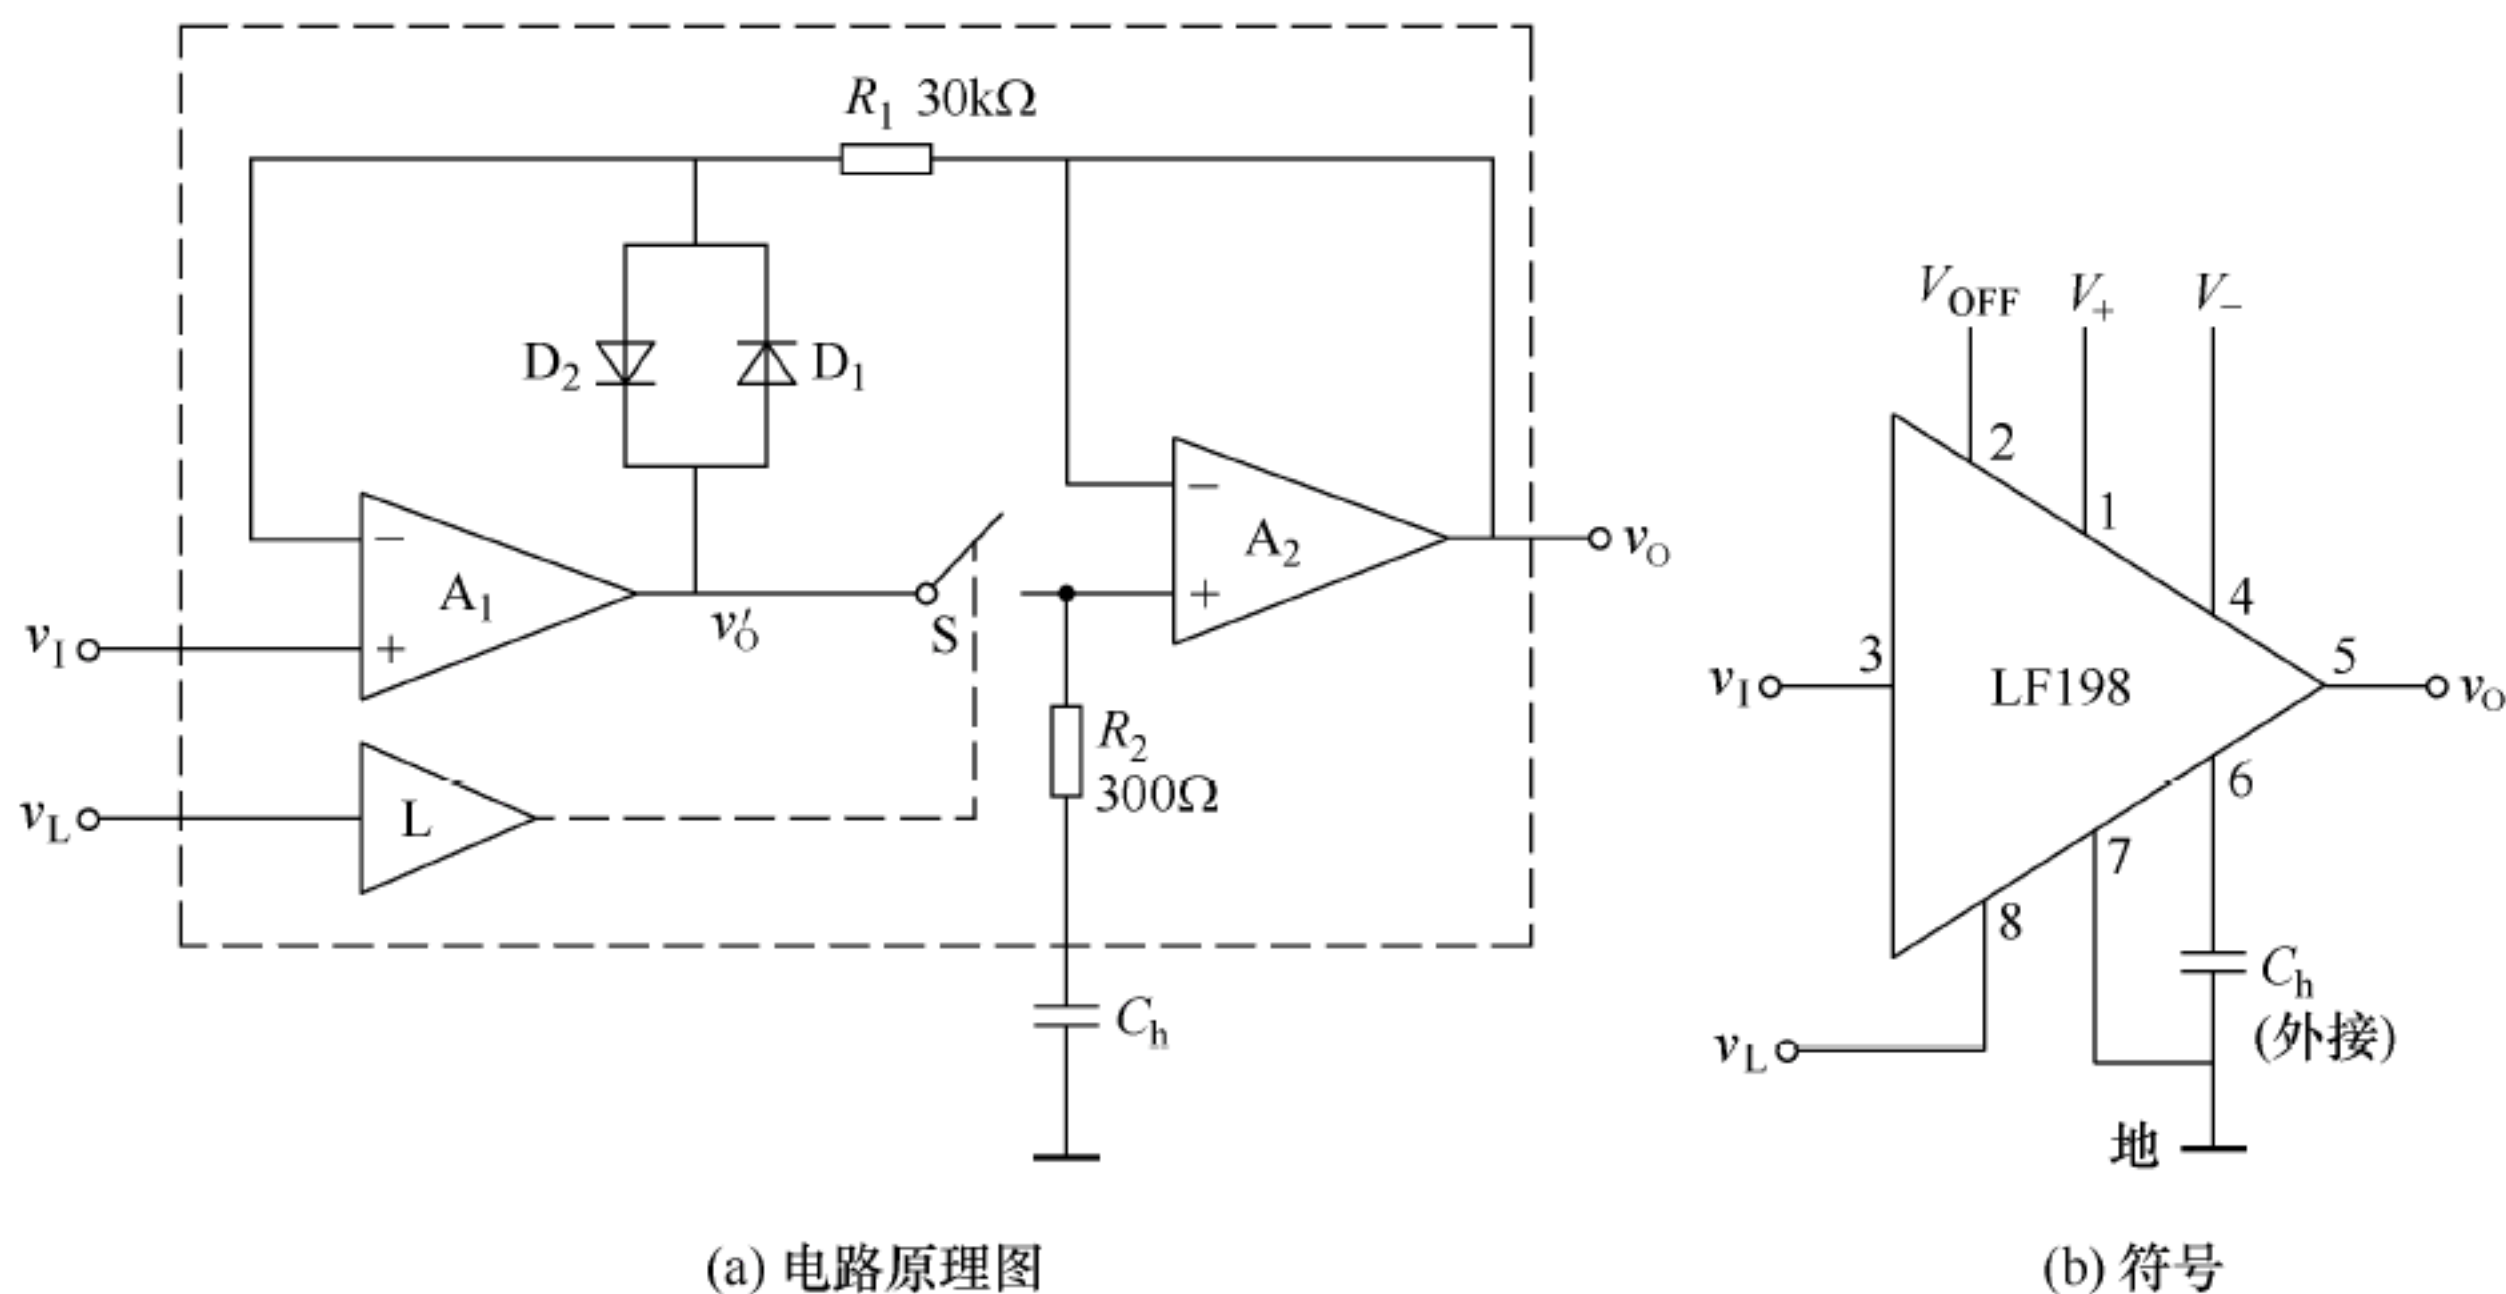 R₁ 30kΩ
D₂
D₁
−
A₁
+
v′O
S
−
A₂
+
vO
vI
vL
L
R₂
300Ω
Ch
(a) 电路原理图
VOFF
V₊
V₋
2
1
4
3
vI
LF198
5
vO
6
7
8
Ch
(外接)
vL
地
(b) 符号